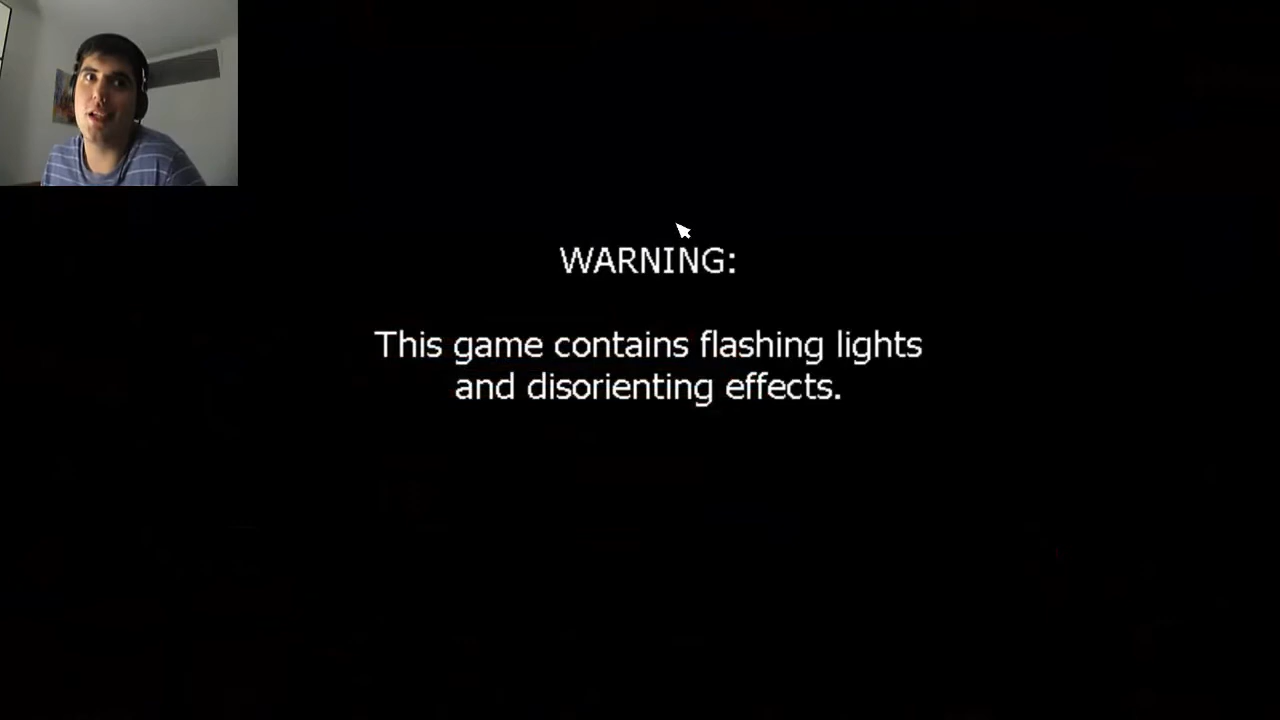 WARNING:
This game contains flashing lights
and disorienting effects.